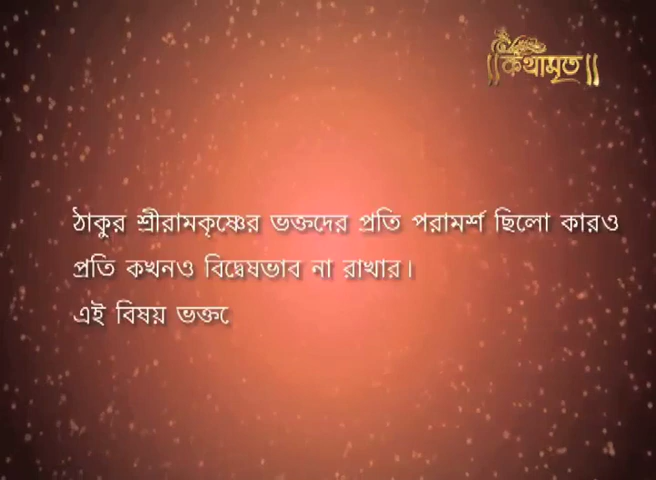 ॥কথামৃত॥
ঠাকুর শ্রীরামকৃষ্ণের ভক্তদের প্রতি পরামর্শ ছিলো কারও
প্রতি কখনও বিদ্বেষভাব না রাখার।
এই বিষয় ভক্ত